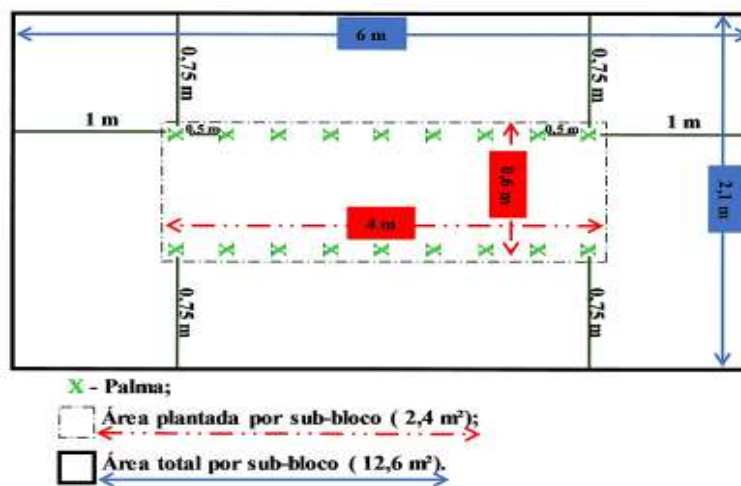 6 m
0,75 m
0,75 m
1 m
0,5 m
0,5 m
1 m
0,6 m
2,1 m
4 m
0,75 m
0,75 m
X X X X X X X X X
X X X X X X X X X
X - Palma;
Área plantada por sub-bloco ( 2,4 m²);
Área total por sub-bloco ( 12,6 m²).